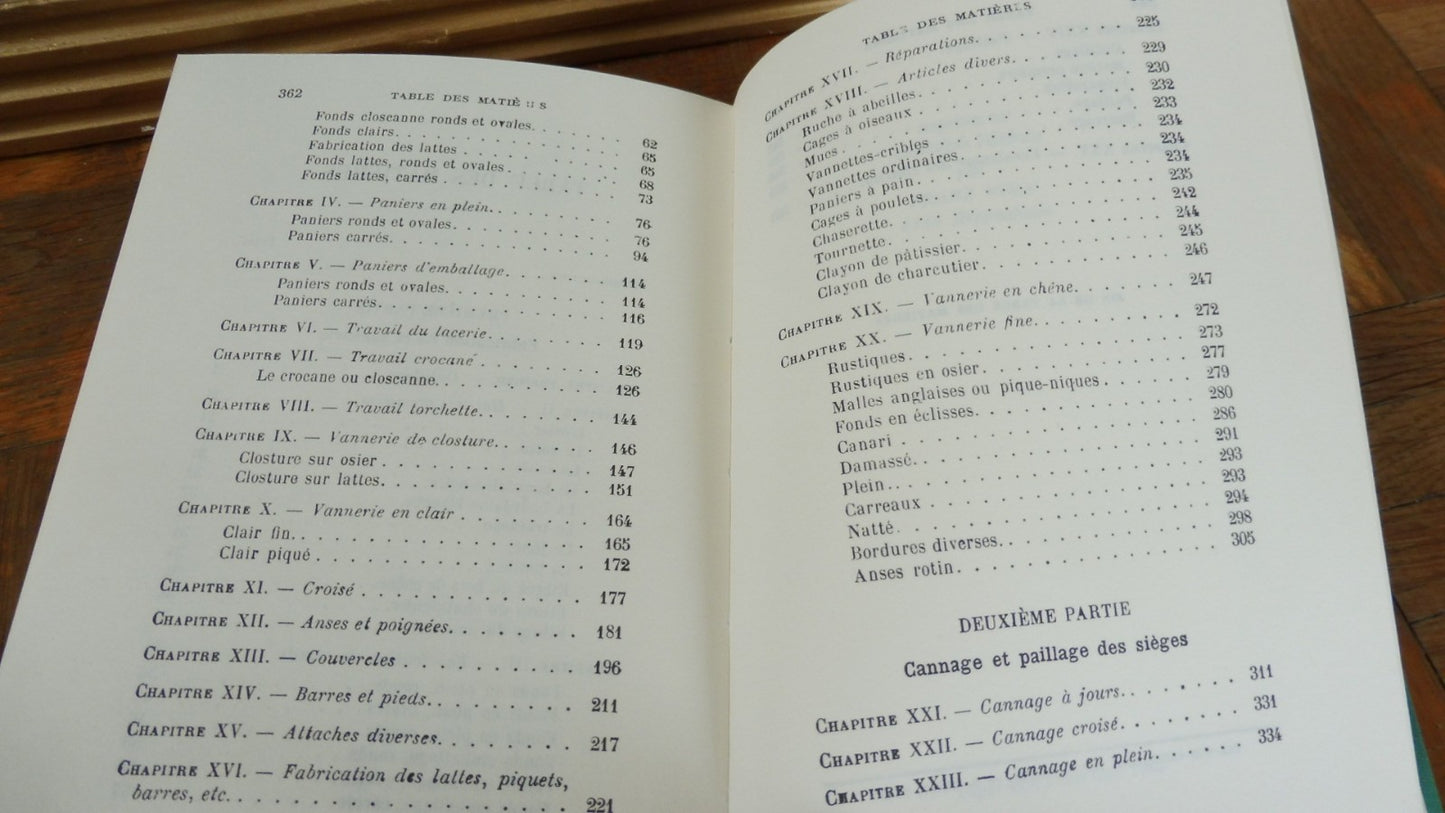 362
TABLE DES MATIÈ S
Fonds closcanne ronds et ovales. . . . . . . . 62
Fonds clairs. . . . . . . . . . . . . . . 65
Fabrication des lattes . . . . . . . . . . 65
Fonds lattes, ronds et ovales. . . . . . . . 68
Fonds lattes, carrés . . . . . . . . . . . 73
CHAPITRE IV. — Paniers en plein. . . . . . . . 76
Paniers ronds et ovales. . . . . . . . . . 76
Paniers carrés. . . . . . . . . . . . . . 94
CHAPITRE V. — Paniers d'emballage. . . . . . . 114
Paniers ronds et ovales. . . . . . . . . . 114
Paniers carrés. . . . . . . . . . . . . . 116
CHAPITRE VI. — Travail du lacerie. . . . . . . 119
CHAPITRE VII. — Travail crocane . . . . . . . 126
Le crocane ou closcanne. . . . . . . . . . 126
CHAPITRE VIII. — Travail torchette. . . . . . . 144
CHAPITRE IX. — Vannerie de closture. . . . . . 146
Closture sur osier . . . . . . . . . . . . 147
Closture sur lattes. . . . . . . . . . . . 151
CHAPITRE X. — Vannerie en clair . . . . . . . . 164
Clair fin. . . . . . . . . . . . . . . . 165
Clair piqué . . . . . . . . . . . . . . . 172
CHAPITRE XI. — Croisé . . . . . . . . . . . . 177
CHAPITRE XII. — Anses et poignées. . . . . . . 181
CHAPITRE XIII. — Couvercles . . . . . . . . . 196
CHAPITRE XIV. — Barres et pieds. . . . . . . . 211
CHAPITRE XV. — Attaches diverses. . . . . . . . 217
CHAPITRE XVI. — Fabrication des lattes, piquets,
barres, etc. . . . . . . . . . . . . . . . . 221
TABLE DES MATIÈRES
CHAPITRE XVII. — Réparations. . . . . . . . . 225
CHAPITRE XVIII. — Articles divers. . . . . . . 229
Ruche à abeilles. . . . . . . . . . . . . 230
Cages à oiseaux . . . . . . . . . . . . . 232
Mues . . . . . . . . . . . . . . . . . . 233
Vannettes-cribles . . . . . . . . . . . . 234
Vannettes ordinaires. . . . . . . . . . . 234
Paniers à pain . . . . . . . . . . . . . 234
Cages à poulets. . . . . . . . . . . . . 235
Chaserette. . . . . . . . . . . . . . . . 242
Tournette. . . . . . . . . . . . . . . . 244
Clayon de pâtissier. . . . . . . . . . . 245
Clayon de charcutier. . . . . . . . . . . 246
CHAPITRE XIX. — Vannerie en chêne. . . . . . . 247
CHAPITRE XX. — Vannerie fine. . . . . . . . . 272
Rustiques. . . . . . . . . . . . . . . . 273
Rustiques en osier. . . . . . . . . . . . 277
Malles anglaises ou pique-niques . . . . . . 279
Fonds en éclisses. . . . . . . . . . . . . 280
Canari . . . . . . . . . . . . . . . . . 286
Damassé. . . . . . . . . . . . . . . . . 291
Plein. . . . . . . . . . . . . . . . . . 293
Carreaux . . . . . . . . . . . . . . . . 293
Natté. . . . . . . . . . . . . . . . . . 294
Bordures diverses. . . . . . . . . . . . . 298
Anses rotin. . . . . . . . . . . . . . . 305
DEUXIÈME PARTIE
Cannage et paillage des sièges
CHAPITRE XXI. — Cannage à jours. . . . . . . . 311
CHAPITRE XXII. — Cannage croisé. . . . . . . . 331
CHAPITRE XXIII. — Cannage en plein. . . . . . . 334